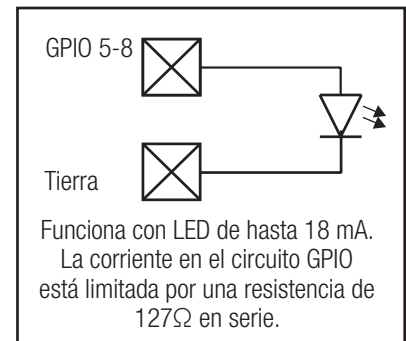 GPIO 5-8
Tierra
Funciona con LED de hasta 18 mA.
La corriente en el circuito GPIO
está limitada por una resistencia de
127Ω en serie.